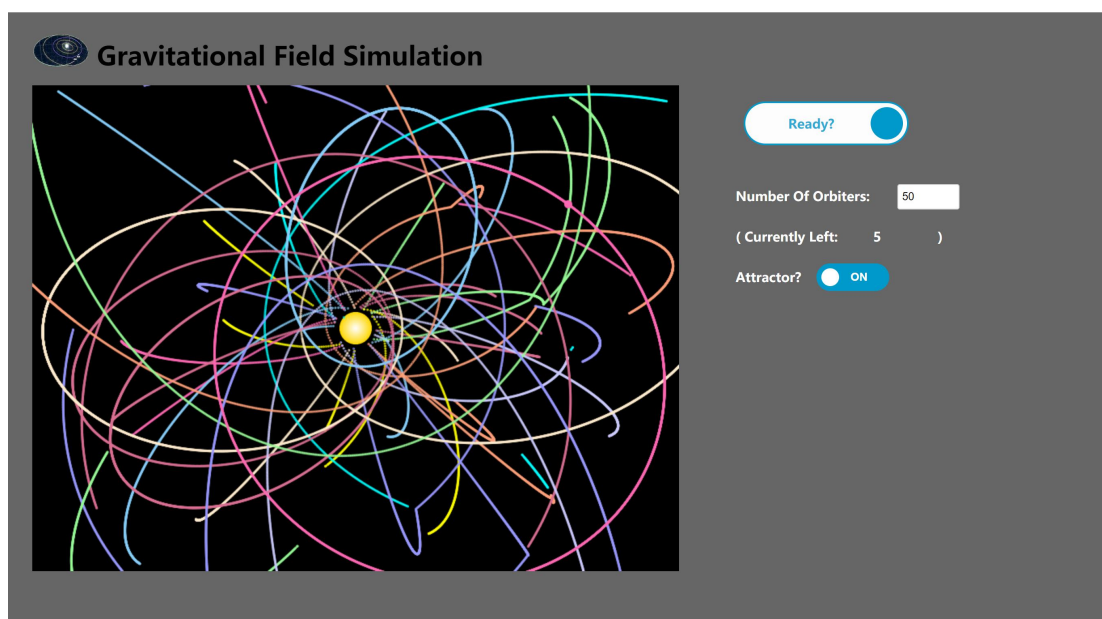 Gravitational Field Simulation
Ready?
Number Of Orbiters: 50
( Currently Left: 5 )
Attractor? ON